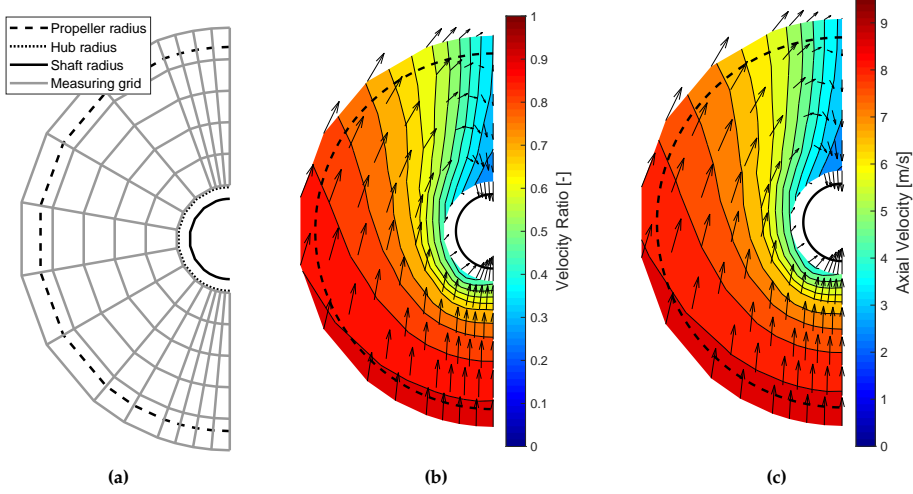 Propeller radius
Hub radius
Shaft radius
Measuring grid
(a)
1
0.9
0.8
0.7
0.6
0.5
0.4
0.3
0.2
0.1
0
Velocity Ratio [-]
(b)
9
8
7
6
5
4
3
2
1
0
Axial Velocity [m/s]
(c)